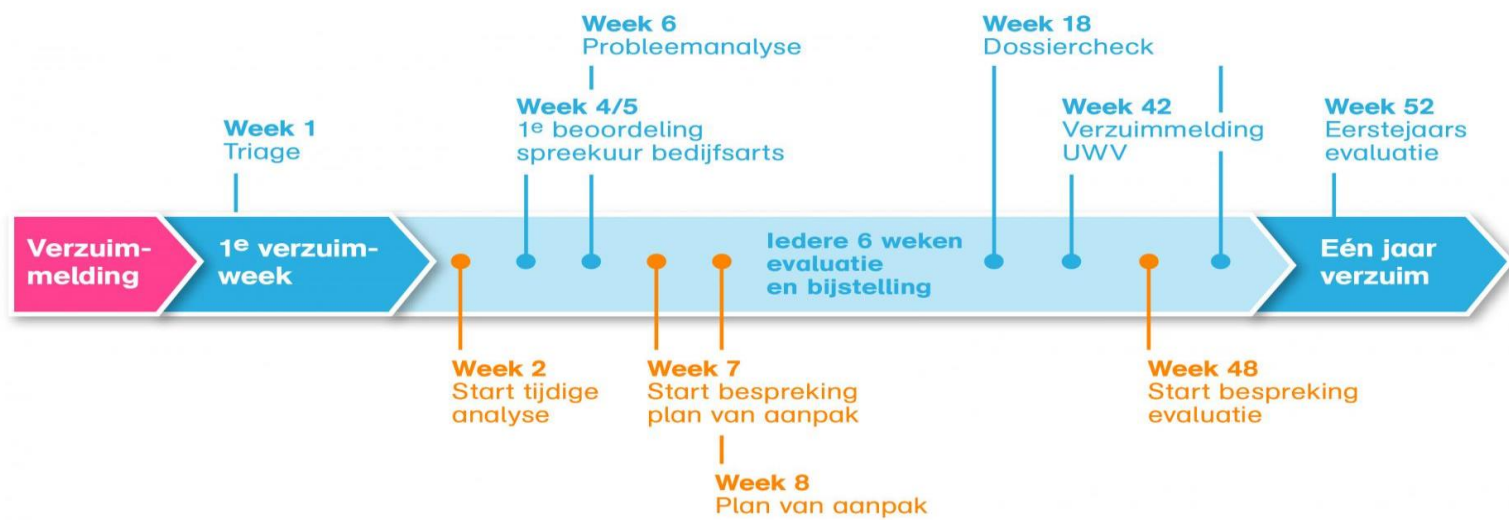 Week 6
Probleemanalyse
Week 18
Dossiercheck
Week 1
Triage
Week 4/5
1e beoordeling
spreekuur bedijfsarts
Week 42
Verzuimmelding
UWV
Week 52
Eerstejaars
evaluatie
Verzuim-
melding
1e verzuim-
week
Iedere 6 weken
evaluatie
en bijstelling
Eén jaar
verzuim
Week 2
Start tijdige
analyse
Week 7
Start bespreking
plan van aanpak
Week 48
Start bespreking
evaluatie
Week 8
Plan van aanpak